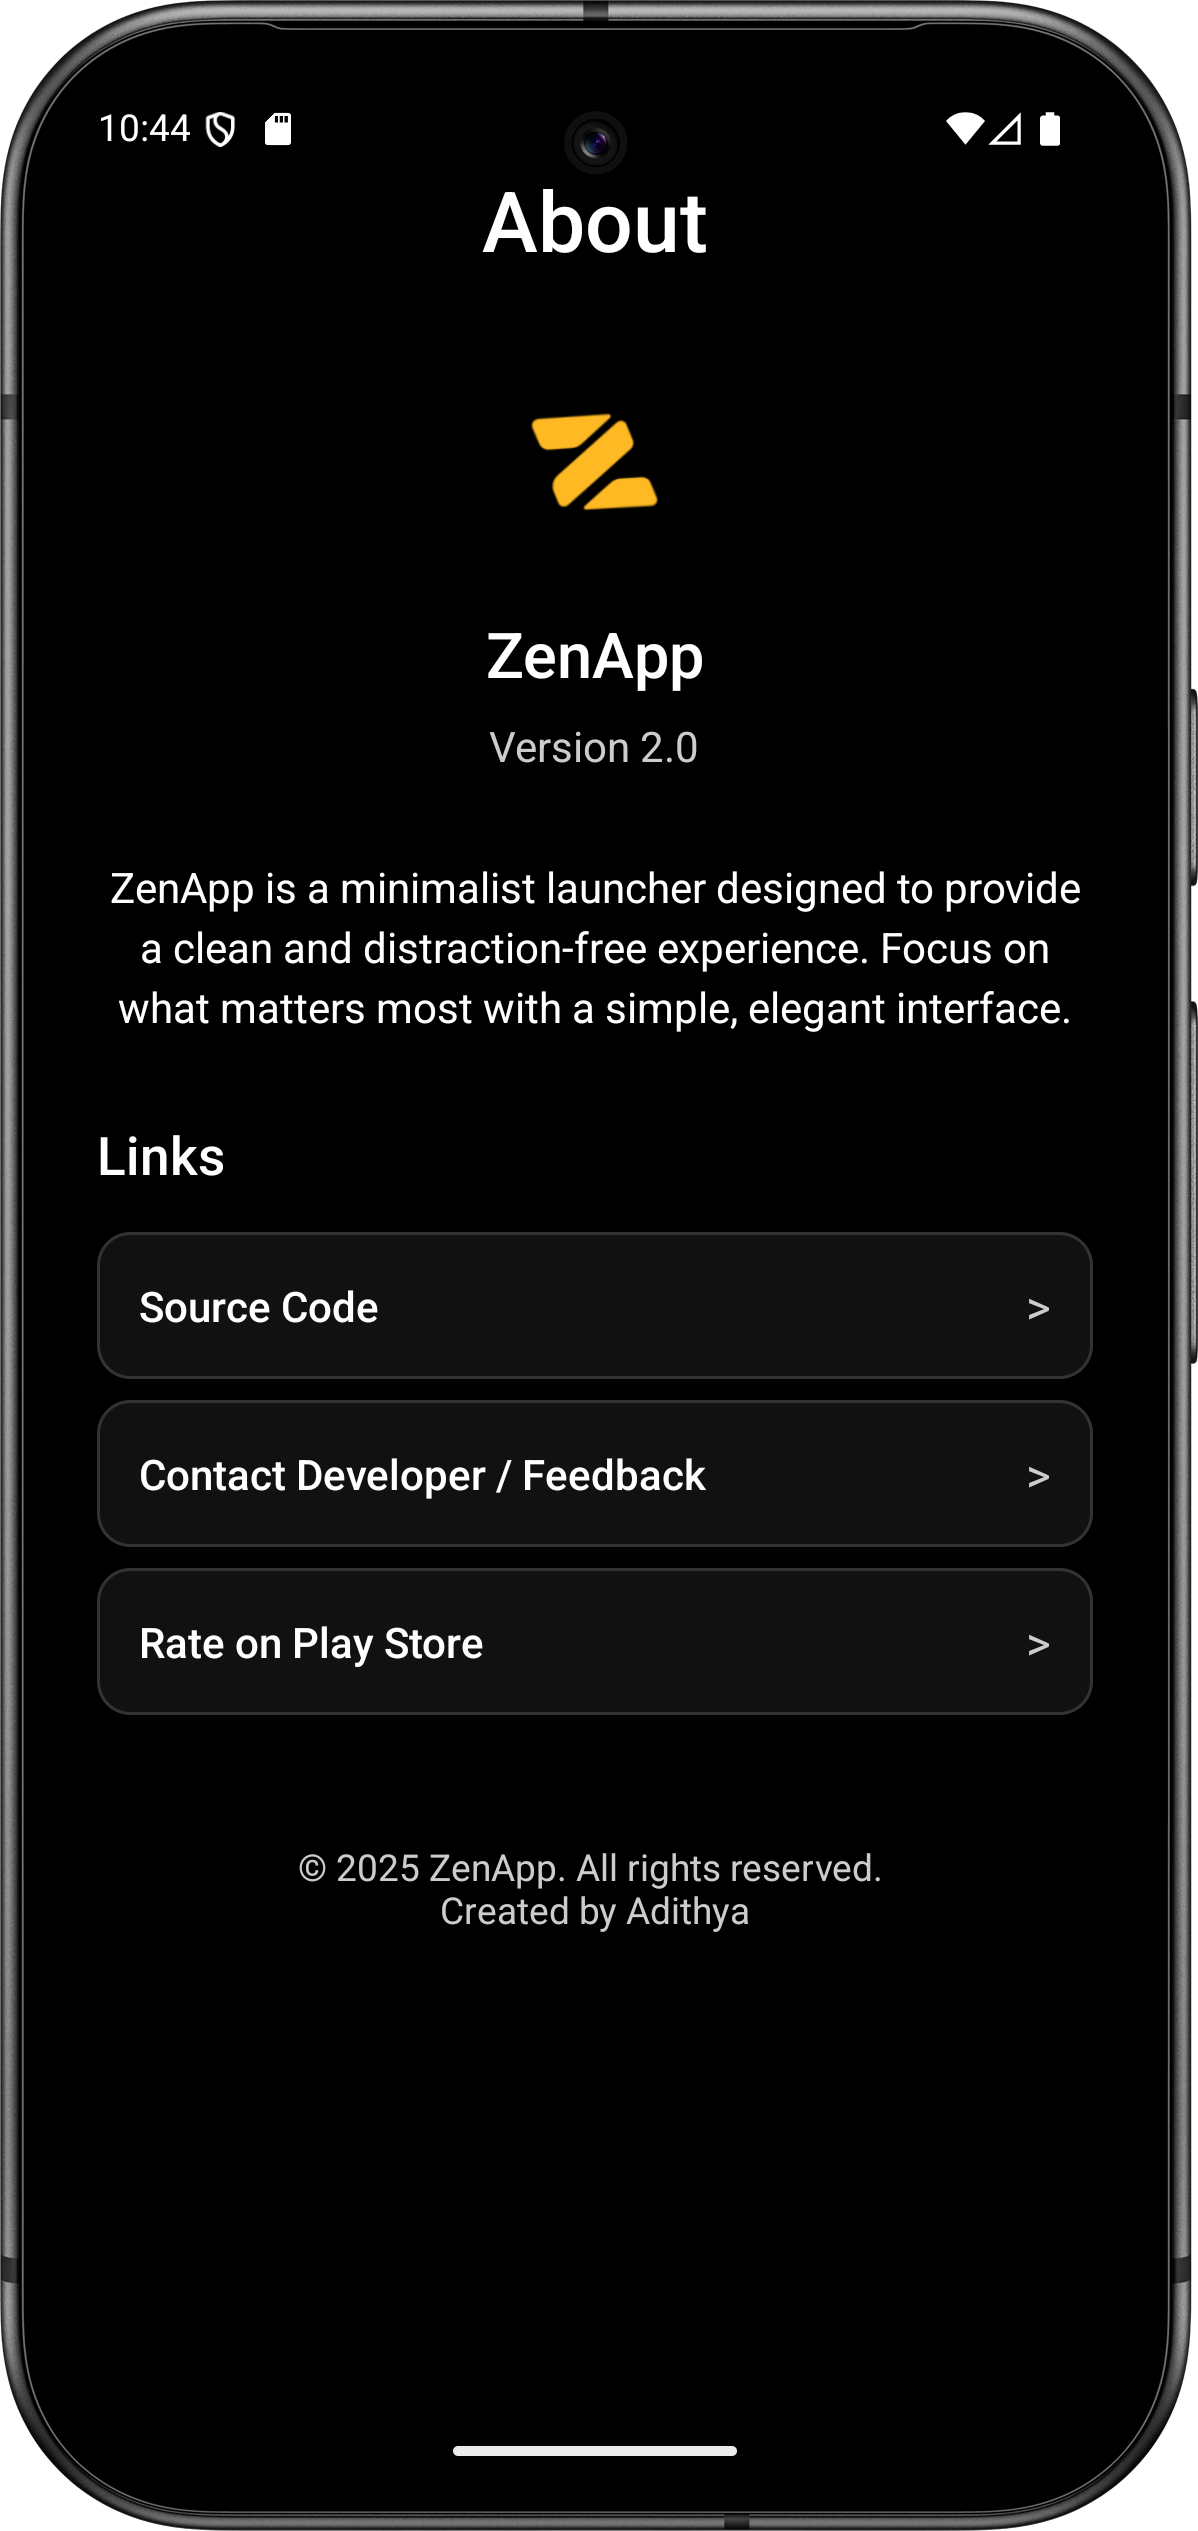 10:44
About
ZenApp
Version 2.0
ZenApp is a minimalist launcher designed to provide
a clean and distraction-free experience. Focus on
what matters most with a simple, elegant interface.
Links
Source Code >
Contact Developer / Feedback >
Rate on Play Store >
© 2025 ZenApp. All rights reserved.
Created by Adithya